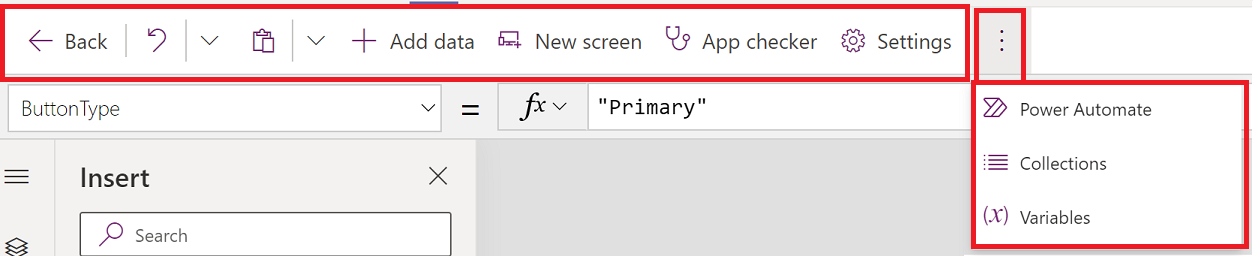 Back Add data New screen App checker Settings
ButtonType = fx "Primary"
Power Automate
Insert
Collections
Search
(x) Variables